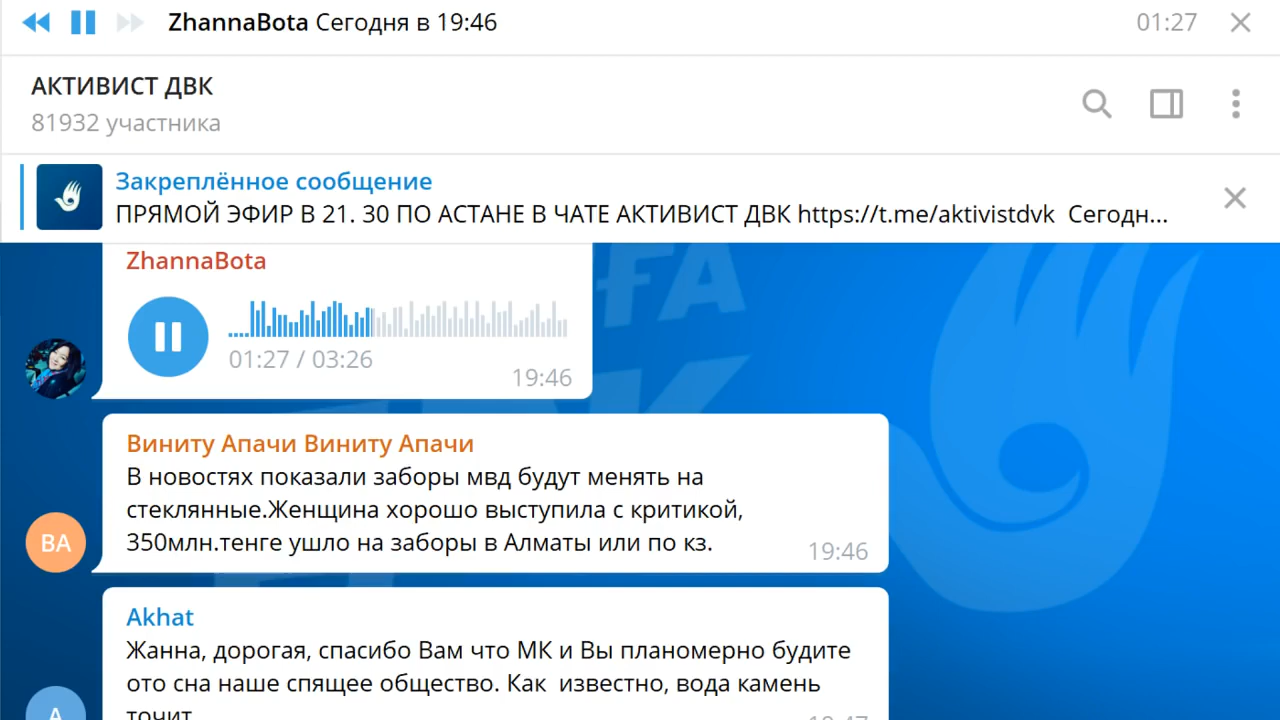 ZhannaBota Сегодня в 19:46
01:27
АКТИВИСТ ДВК
81932 участника
Закреплённое сообщение
ПРЯМОЙ ЭФИР В 21. 30 ПО АСТАНЕ В ЧАТЕ АКТИВИСТ ДВК https://t.me/aktivistdvk Сегодн...
ZhannaBota
01:27 / 03:26
19:46
Виниту Апачи Виниту Апачи
В новостях показали заборы мвд будут менять на
стеклянные.Женщина хорошо выступила с критикой,
350млн.тенге ушло на заборы в Алматы или по кз.
19:46
ВА
Akhat
Жанна, дорогая, спасибо Вам что МК и Вы планомерно будите
ото сна наше спящее общество. Как известно, вода камень
точит
19:47
A